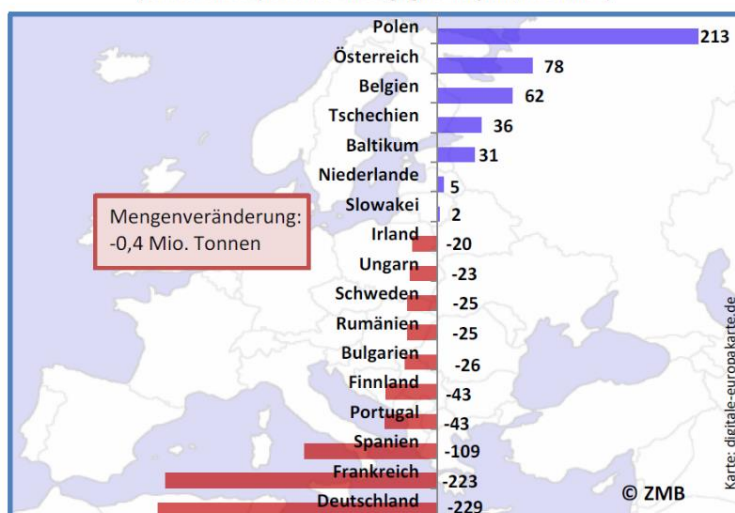 Polen 213
Österreich 78
Belgien 62
Tschechien 36
Baltikum 31
Niederlande 5
Slowakei 2
Mengenveränderung:
-0,4 Mio. Tonnen
Irland -20
Ungarn -23
Schweden -25
Rumänien -25
Bulgarien -26
Finnland -43
Portugal -43
Spanien -109
Frankreich -223
Deutschland -229
© ZMB
Karte: digitale-europakarte.de